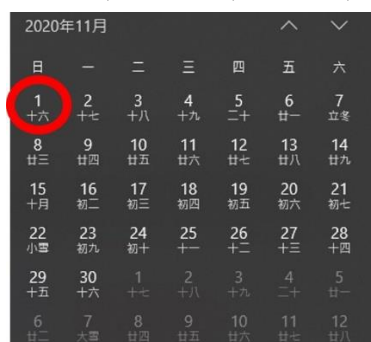 2020年11月
日 一 二 三 四 五 六
1 2 3 4 5 6 7
十六 十七 十八 十九 二十 廿一 立冬
8 9 10 11 12 13 14
廿三 廿四 廿五 廿六 廿七 廿八 廿九
15 16 17 18 19 20 21
十月 初二 初三 初四 初五 初六 初七
22 23 24 25 26 27 28
小雪 初九 初十 十一 十二 十三 十四
29 30 1 2 3 4 5
十五 十六 十七 十八 十九 二十 廿一
6 7 8 9 10 11 12
廿二 大雪 廿四 廿五 廿六 廿七 廿八